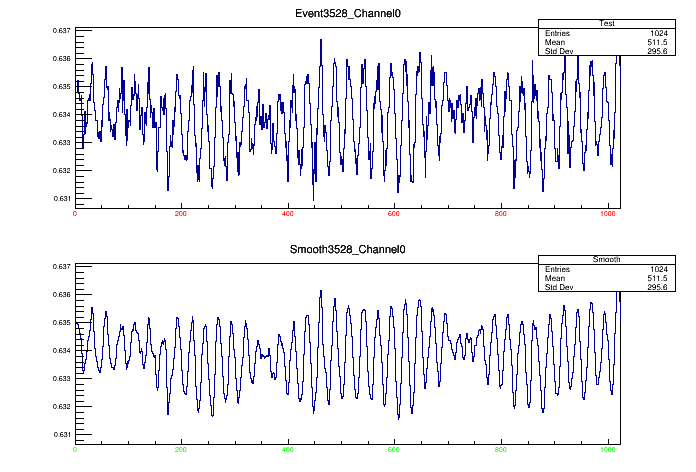 Event3528_Channel0
Test
Entries 1024
Mean 511.5
Std Dev 295.6
0.637
0.636
0.635
0.634
0.633
0.632
0.631
0 200 400 600 800 1000
Smooth3528_Channel0
Smooth
Entries 1024
Mean 511.5
Std Dev 295.6
0.637
0.636
0.635
0.634
0.633
0.632
0.631
0 200 400 600 800 1000